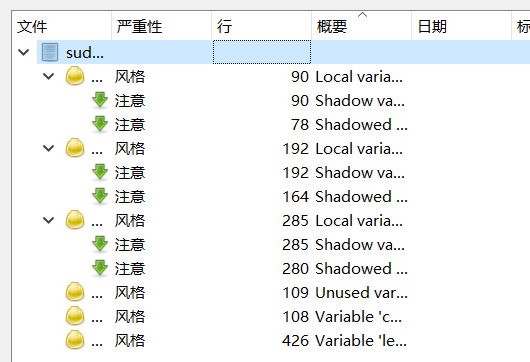 文件 严重性 行 概要 日期 标
sud...
... 风格 90 Local varia...
注意 90 Shadow va...
注意 78 Shadowed ...
... 风格 192 Local varia...
注意 192 Shadow va...
注意 164 Shadowed ...
... 风格 285 Local varia...
注意 285 Shadow va...
注意 280 Shadowed ...
... 风格 109 Unused var...
... 风格 108 Variable 'c...
... 风格 426 Variable 'le...